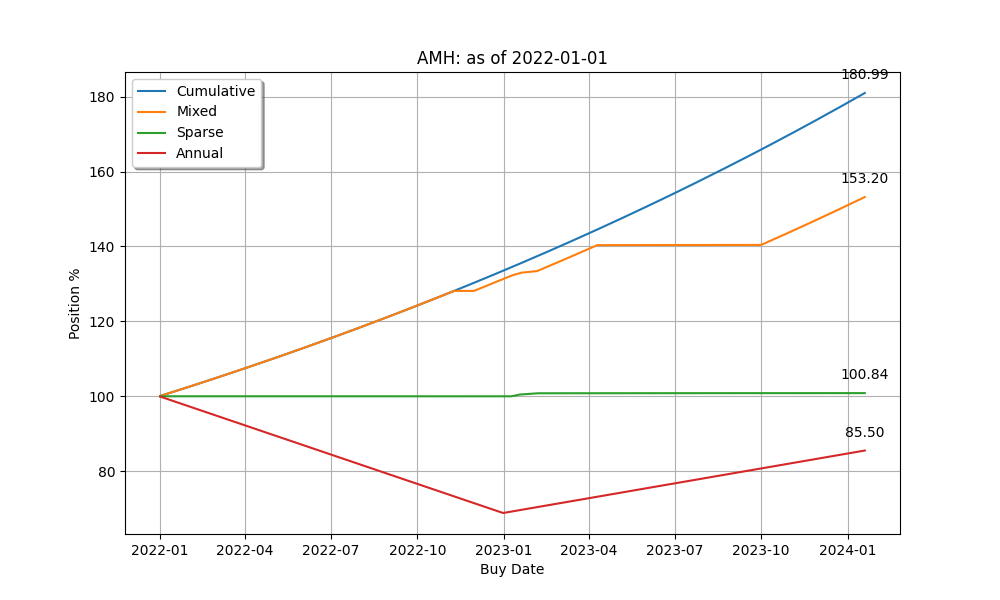 AMH: as of 2022-01-01
180.99
Cumulative
Mixed
Sparse
Annual
153.20
100.84
85.50
180
160
140
120
100
80
Position %
2022-01 2022-04 2022-07 2022-10 2023-01 2023-04 2023-07 2023-10 2024-01
Buy Date